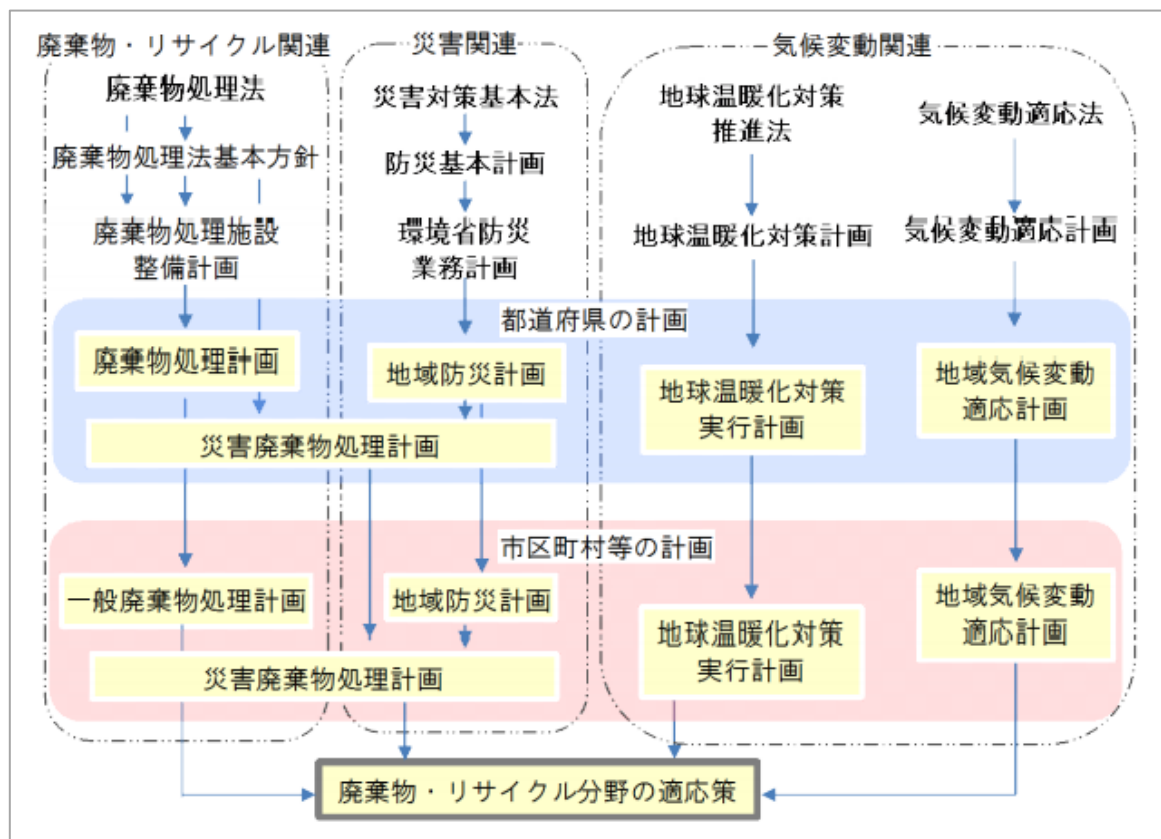 廃棄物・リサイクル関連
災害関連
気候変動関連
廃棄物処理法
廃棄物処理法基本方針
廃棄物処理施設
整備計画
災害対策基本法
防災基本計画
環境省防災
業務計画
地球温暖化対策
推進法
地球温暖化対策計画
気候変動適応法
気候変動適応計画
都道府県の計画
廃棄物処理計画
地域防災計画
災害廃棄物処理計画
地球温暖化対策
実行計画
地域気候変動
適応計画
市区町村等の計画
一般廃棄物処理計画
地域防災計画
災害廃棄物処理計画
地球温暖化対策
実行計画
地域気候変動
適応計画
廃棄物・リサイクル分野の適応策